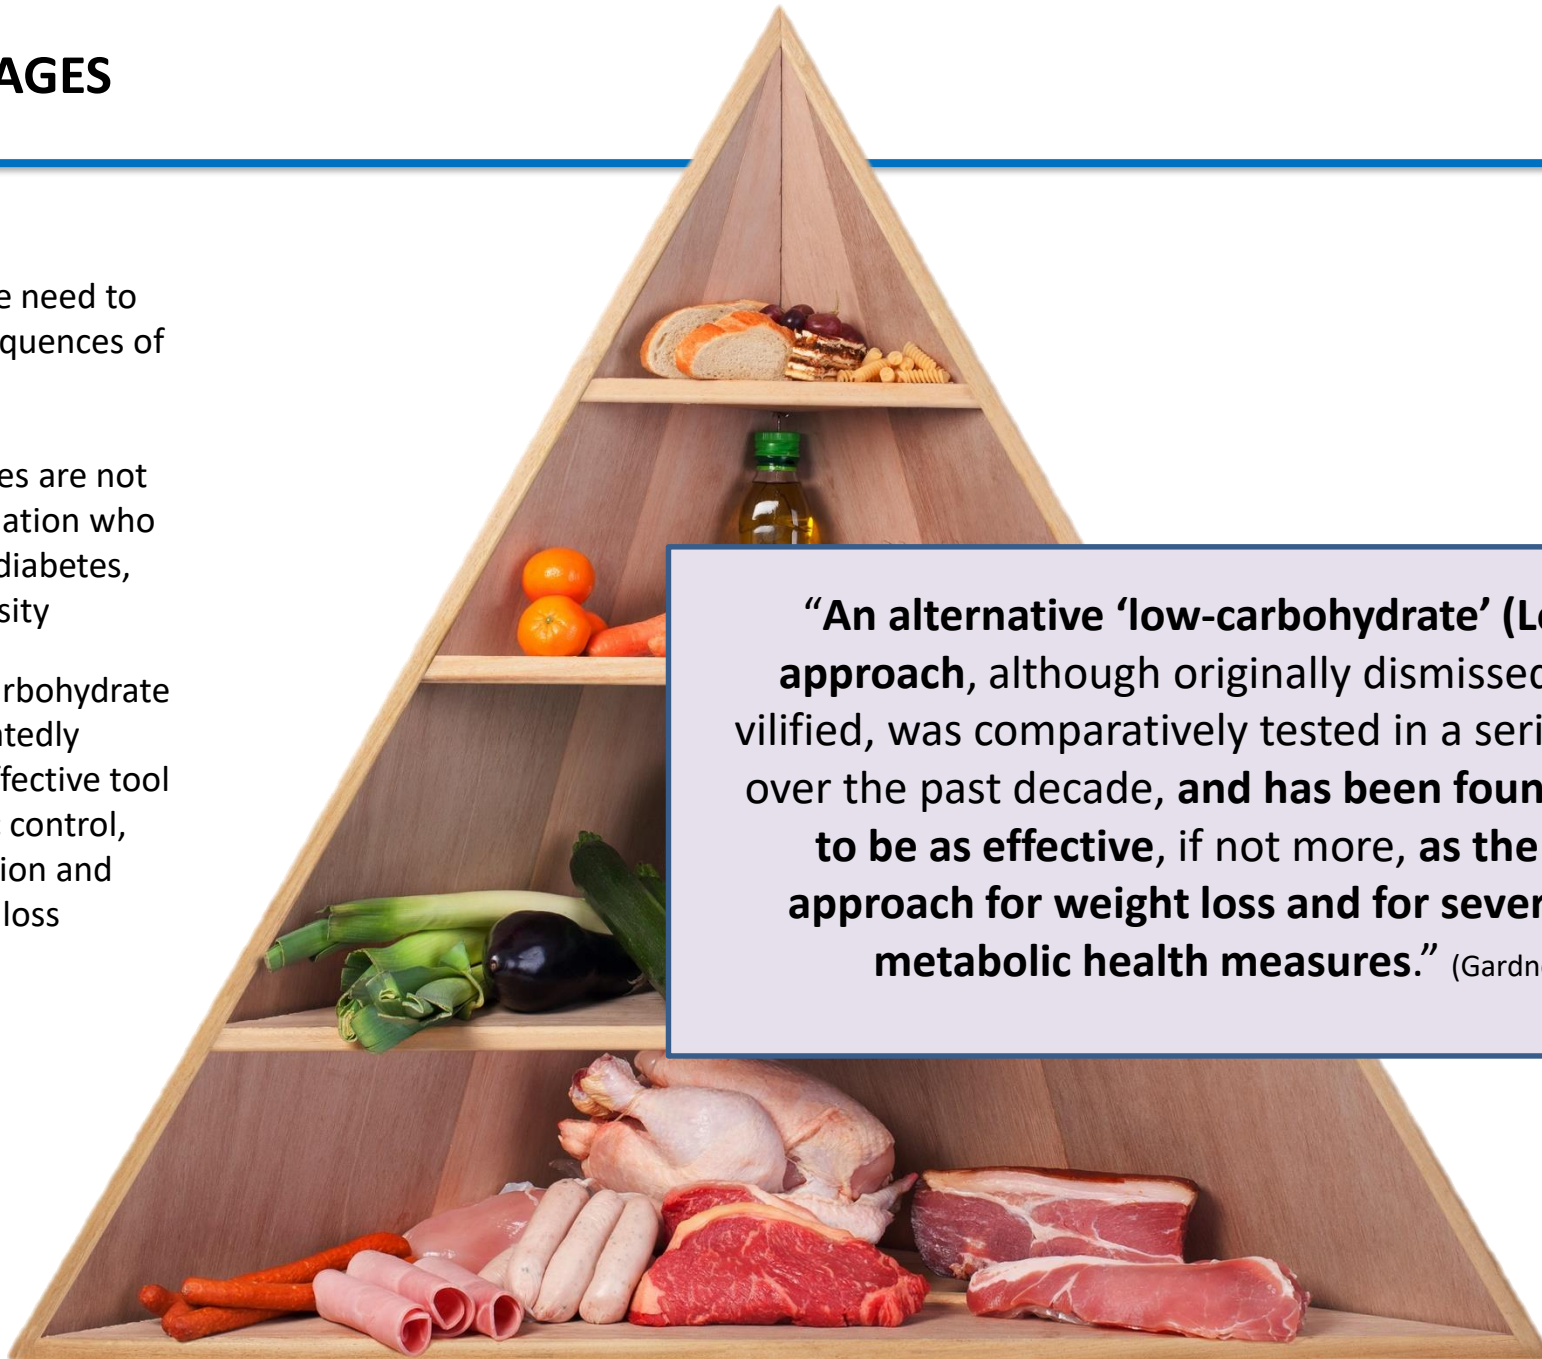 AGES
e need to
quences of
es are not
ation who
diabetes,
sity
arbohydrate
tedly
ffective tool
control,
ion and
loss
“An alternative ‘low-carbohydrate’ (L
approach, although originally dismissed
vilified, was comparatively tested in a seri
over the past decade, and has been foun
to be as effective, if not more, as the
approach for weight loss and for sever
metabolic health measures.” (Gardn